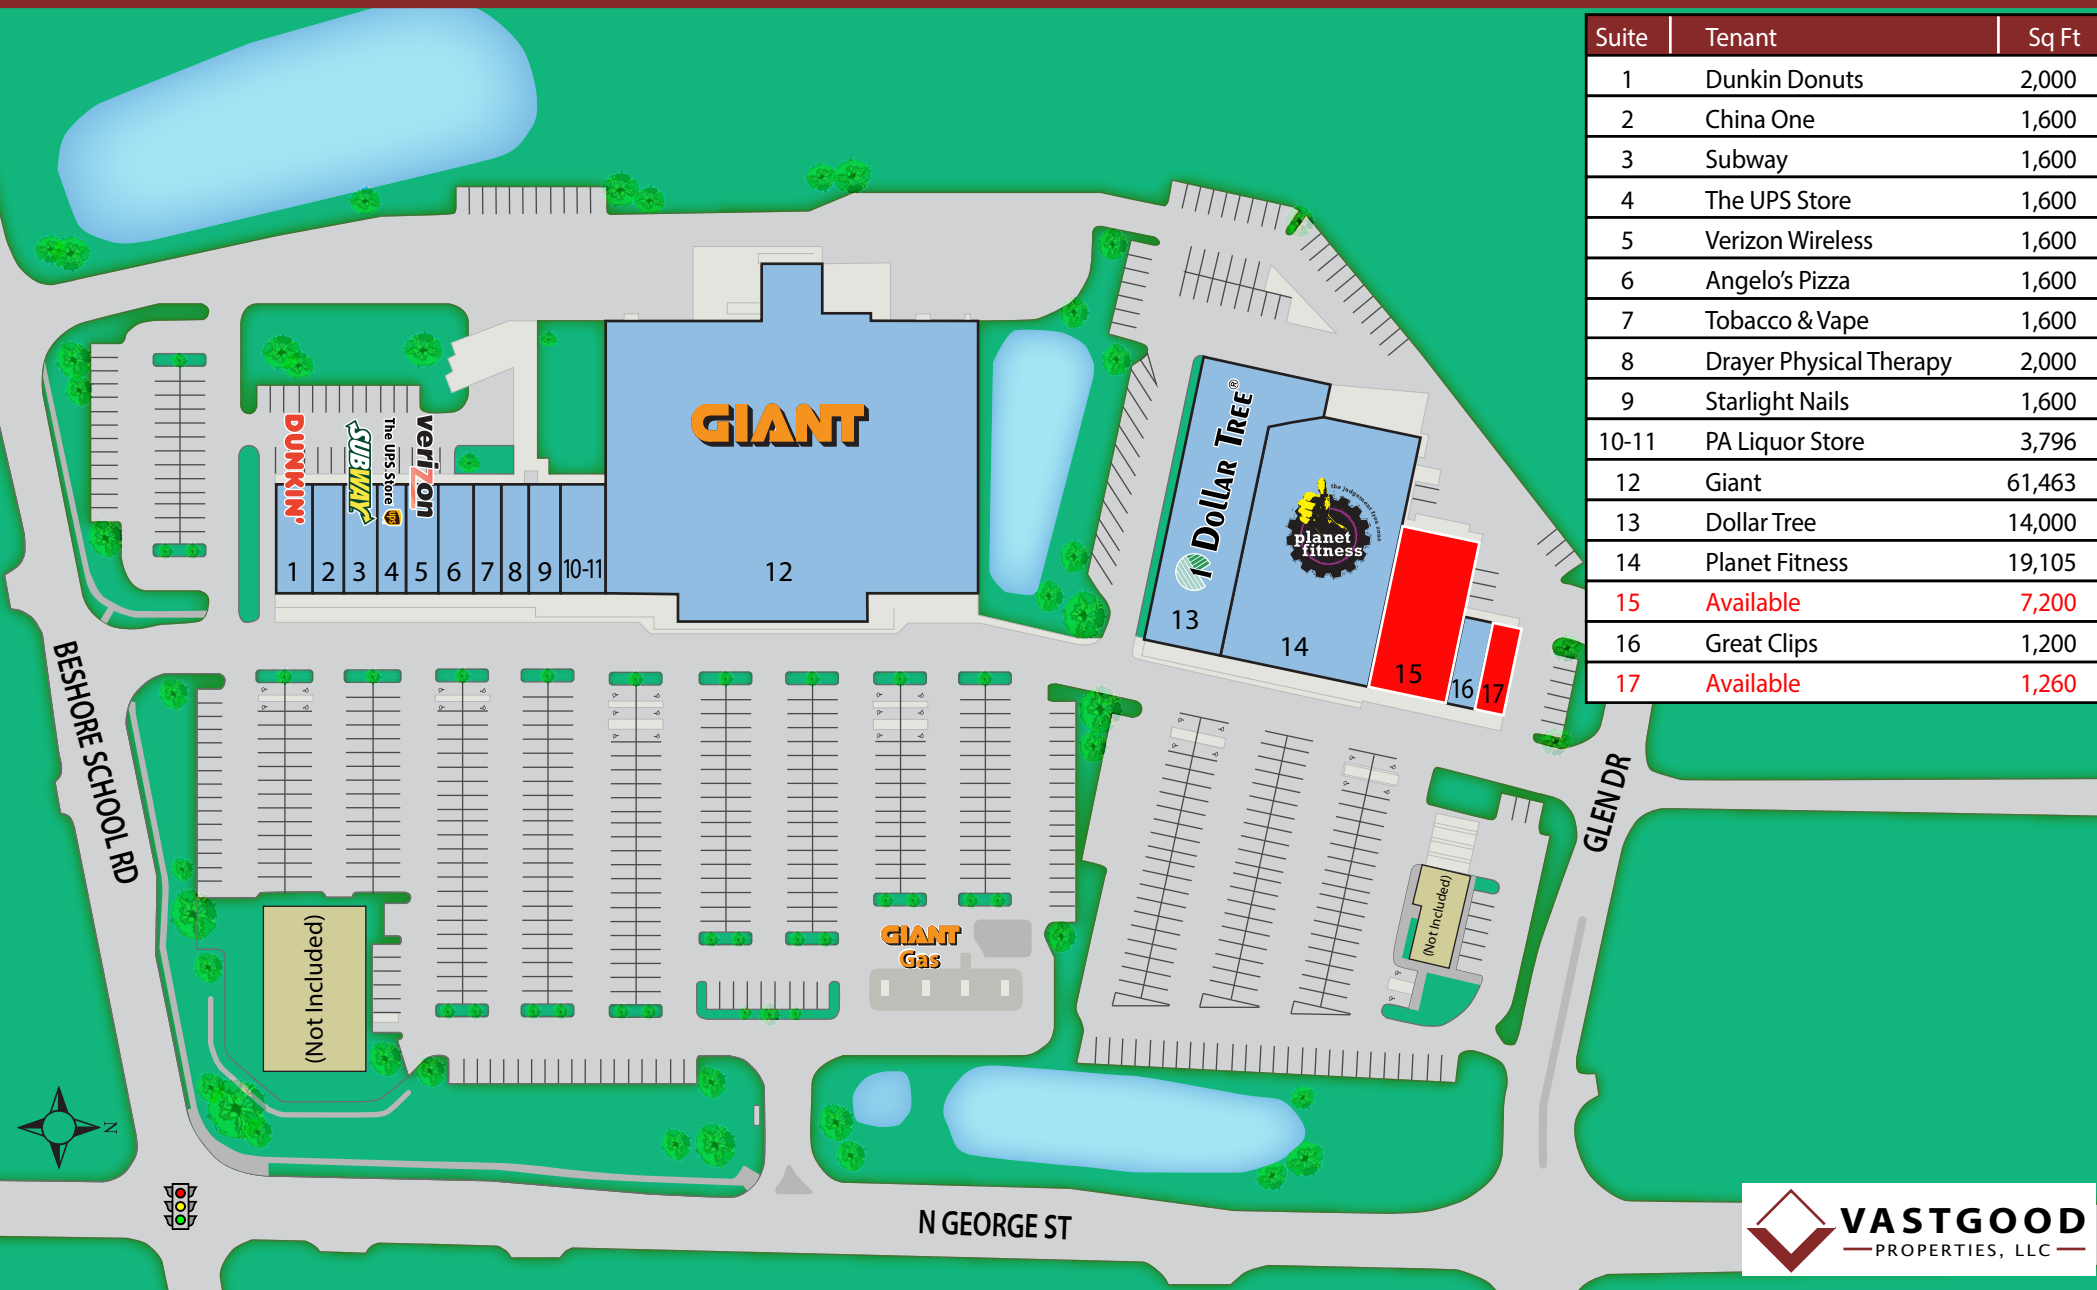 Suite Tenant Sq Ft
1 Dunkin Donuts 2,000
2 China One 1,600
3 Subway 1,600
4 The UPS Store 1,600
5 Verizon Wireless 1,600
6 Angelo’s Pizza 1,600
7 Tobacco & Vape 1,600
8 Drayer Physical Therapy 2,000
9 Starlight Nails 1,600
10-11 PA Liquor Store 3,796
12 Giant 61,463
13 Dollar Tree 14,000
14 Planet Fitness 19,105
15 Available 7,200
16 Great Clips 1,200
17 Available 1,260
DUNKIN'
SUBWAY
The UPS Store
ups
verizon
GIANT
1 2 3 4 5 6 7 8 9 10-11 12
1 DOLLAR TREE®
the judgement free zone
planet
fitness
13 14 15 16 17
BESHORE SCHOOL RD
GLEN DR
(Not Included)
(Not Included)
GIANT
Gas
N
N GEORGE ST
VASTGOOD
PROPERTIES, LLC